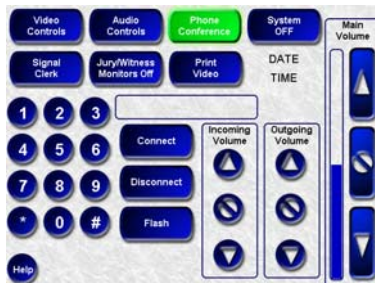 Video
Controls
Audio
Controls
Phone
Conference
System
OFF
Main
Volume
Signal
Clerk
Jury/Witness
Monitors Off
Print
Video
DATE
TIME
1 2 3
4 5 6
7 8 9
* 0 #
Connect
Disconnect
Flash
Incoming
Volume
Outgoing
Volume
Help